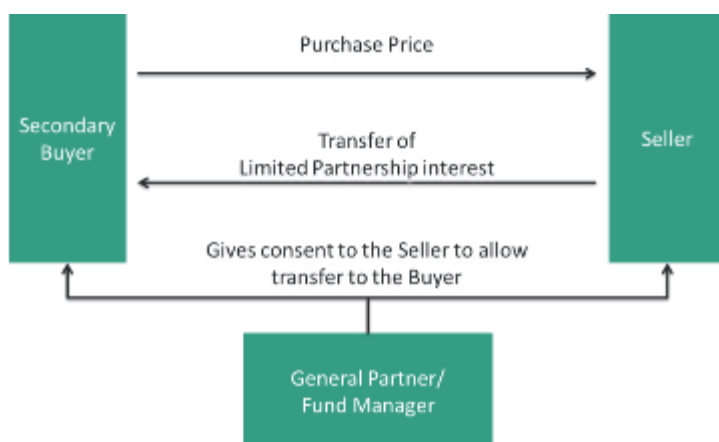 Purchase Price
Secondary
Buyer
Seller
Transfer of
Limited Partnership interest
Gives consent to the Seller to allow
transfer to the Buyer
General Partner/
Fund Manager